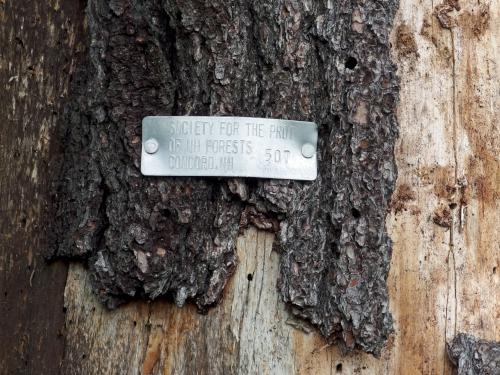 SOCIETY FOR THE PROT
OF NH FORESTS 507
CONCORD, NH